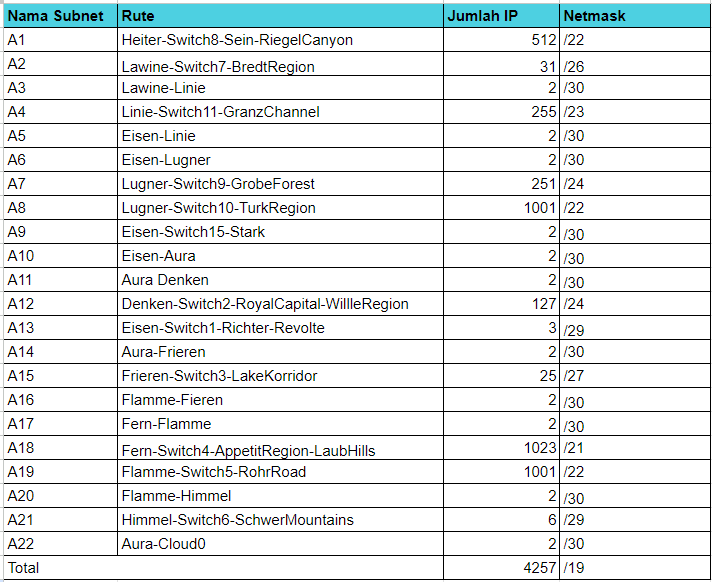 Nama Subnet Rute Jumlah IP Netmask
A1 Heiter-Switch8-Sein-RiegelCanyon 512 /22
A2 Lawine-Switch7-BredtRegion 31 /26
A3 Lawine-Linie 2 /30
A4 Linie-Switch11-GranzChannel 255 /23
A5 Eisen-Linie 2 /30
A6 Eisen-Lugner 2 /30
A7 Lugner-Switch9-GrobeForest 251 /24
A8 Lugner-Switch10-TurkRegion 1001 /22
A9 Eisen-Switch15-Stark 2 /30
A10 Eisen-Aura 2 /30
A11 Aura Denken 2 /30
A12 Denken-Switch2-RoyalCapital-WillleRegion 127 /24
A13 Eisen-Switch1-Richter-Revolte 3 /29
A14 Aura-Frieren 2 /30
A15 Frieren-Switch3-LakeKorridor 25 /27
A16 Flamme-Fieren 2 /30
A17 Fern-Flamme 2 /30
A18 Fern-Switch4-AppetitRegion-LaubHills 1023 /21
A19 Flamme-Switch5-RohrRoad 1001 /22
A20 Flamme-Himmel 2 /30
A21 Himmel-Switch6-SchwerMountains 6 /29
A22 Aura-Cloud0 2 /30
Total 4257 /19